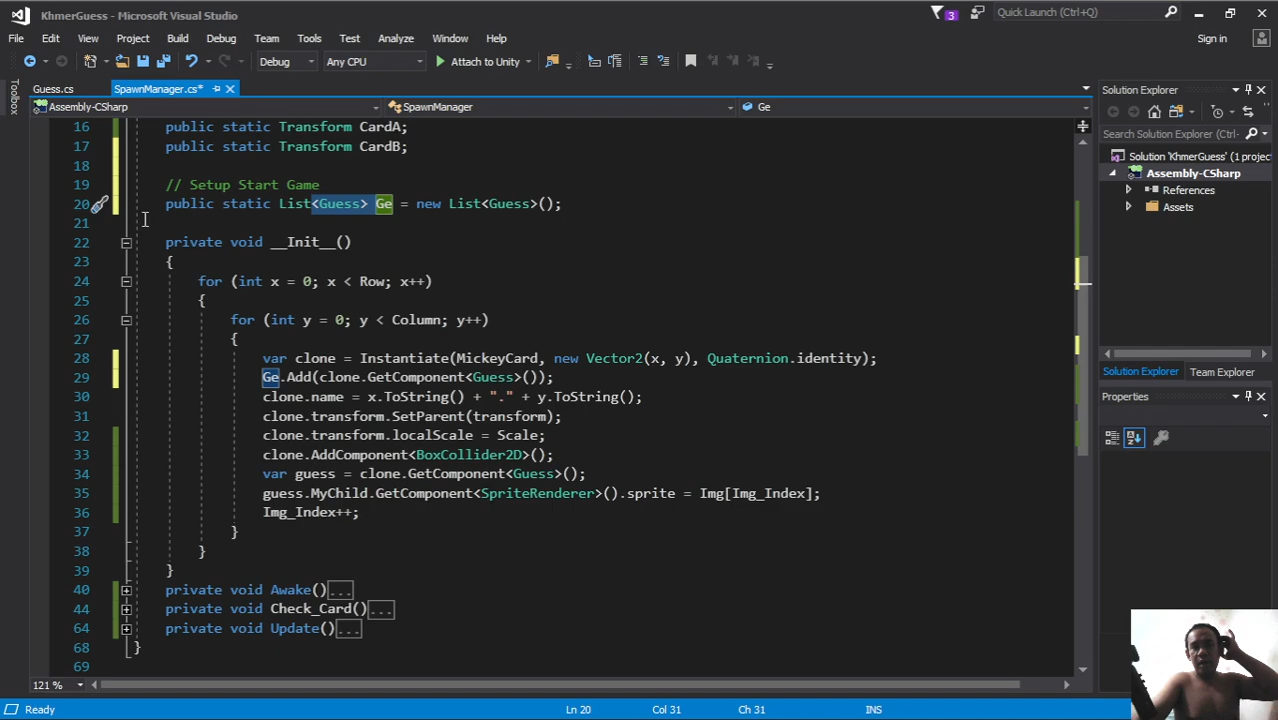 KhmerGuess - Microsoft Visual Studio
3
Quick Launch (Ctrl+Q)
File Edit View Project Build Debug Team Tools Test Analyze Window Help
Sign in
Debug Any CPU Attach to Unity
Toolbox
Guess.cs SpawnManager.cs*
Assembly-CSharp SpawnManager Ge
16 public static Transform CardA;
17 public static Transform CardB;
18
19 // Setup Start Game
20 public static List<Guess> Ge = new List<Guess>();
21
22 private void __Init__()
23 {
24 for (int x = 0; x < Row; x++)
25 {
26 for (int y = 0; y < Column; y++)
27 {
28 var clone = Instantiate(MickeyCard, new Vector2(x, y), Quaternion.identity);
29 Ge.Add(clone.GetComponent<Guess>());
30 clone.name = x.ToString() + "." + y.ToString();
31 clone.transform.SetParent(transform);
32 clone.transform.localScale = Scale;
33 clone.AddComponent<BoxCollider2D>();
34 var guess = clone.GetComponent<Guess>();
35 guess.MyChild.GetComponent<SpriteRenderer>().sprite = Img[Img_Index];
36 Img_Index++;
37 }
38 }
39 }
40 private void Awake()...
44 private void Check_Card()...
64 private void Update()...
68 }
69
121 %
Solution Explorer
Search Solution Explorer (Ctrl+
Solution 'KhmerGuess' (1 project
Assembly-CSharp
References
Assets
Solution Explorer Team Explorer
Properties
Ready Ln 20 Col 31 Ch 31 INS